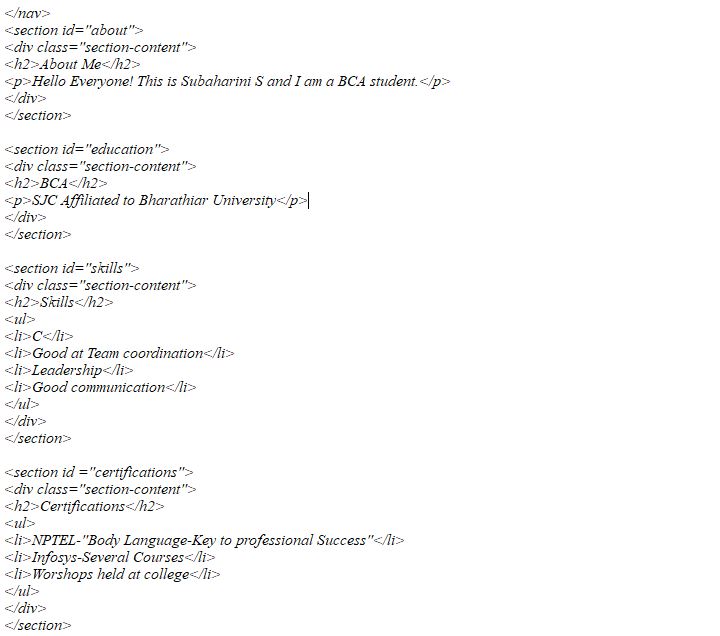 </nav>
<section id="about">
<div class="section-content">
<h2>About Me</h2>
<p>Hello Everyone! This is Subaharini S and I am a BCA student.</p>
</div>
</section>
<section id="education">
<div class="section-content">
<h2>BCA</h2>
<p>SJC Affiliated to Bharathiar University</p>
</div>
</section>
<section id="skills">
<div class="section-content">
<h2>Skills</h2>
<ul>
<li>C</li>
<li>Good at Team coordination</li>
<li>Leadership</li>
<li>Good communication</li>
</ul>
</div>
</section>
<section id ="certifications">
<div class="section-content">
<h2>Certifications</h2>
<ul>
<li>NPTEL-"Body Language-Key to professional Success"</li>
<li>Infosys-Several Courses</li>
<li>Worshops held at college</li>
</ul>
</div>
</section>